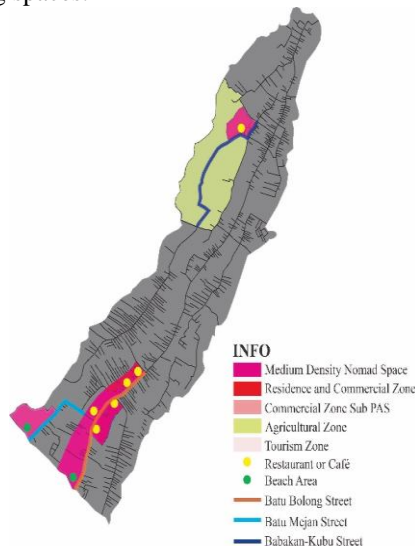 g spaces.
INFO
Medium Density Nomad Space
Residence and Commercial Zone
Commercial Zone Sub PAS
Agricultural Zone
Tourism Zone
Restaurant or Café
Beach Area
Batu Bolong Street
Batu Mejan Street
Babakan-Kubu Street